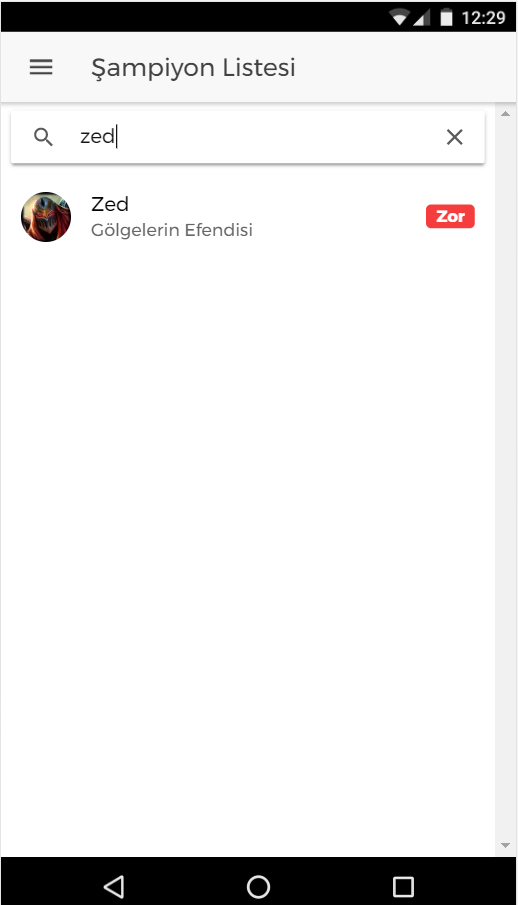 12:29
Şampiyon Listesi
zed
Zed
Gölgelerin Efendisi
Zor